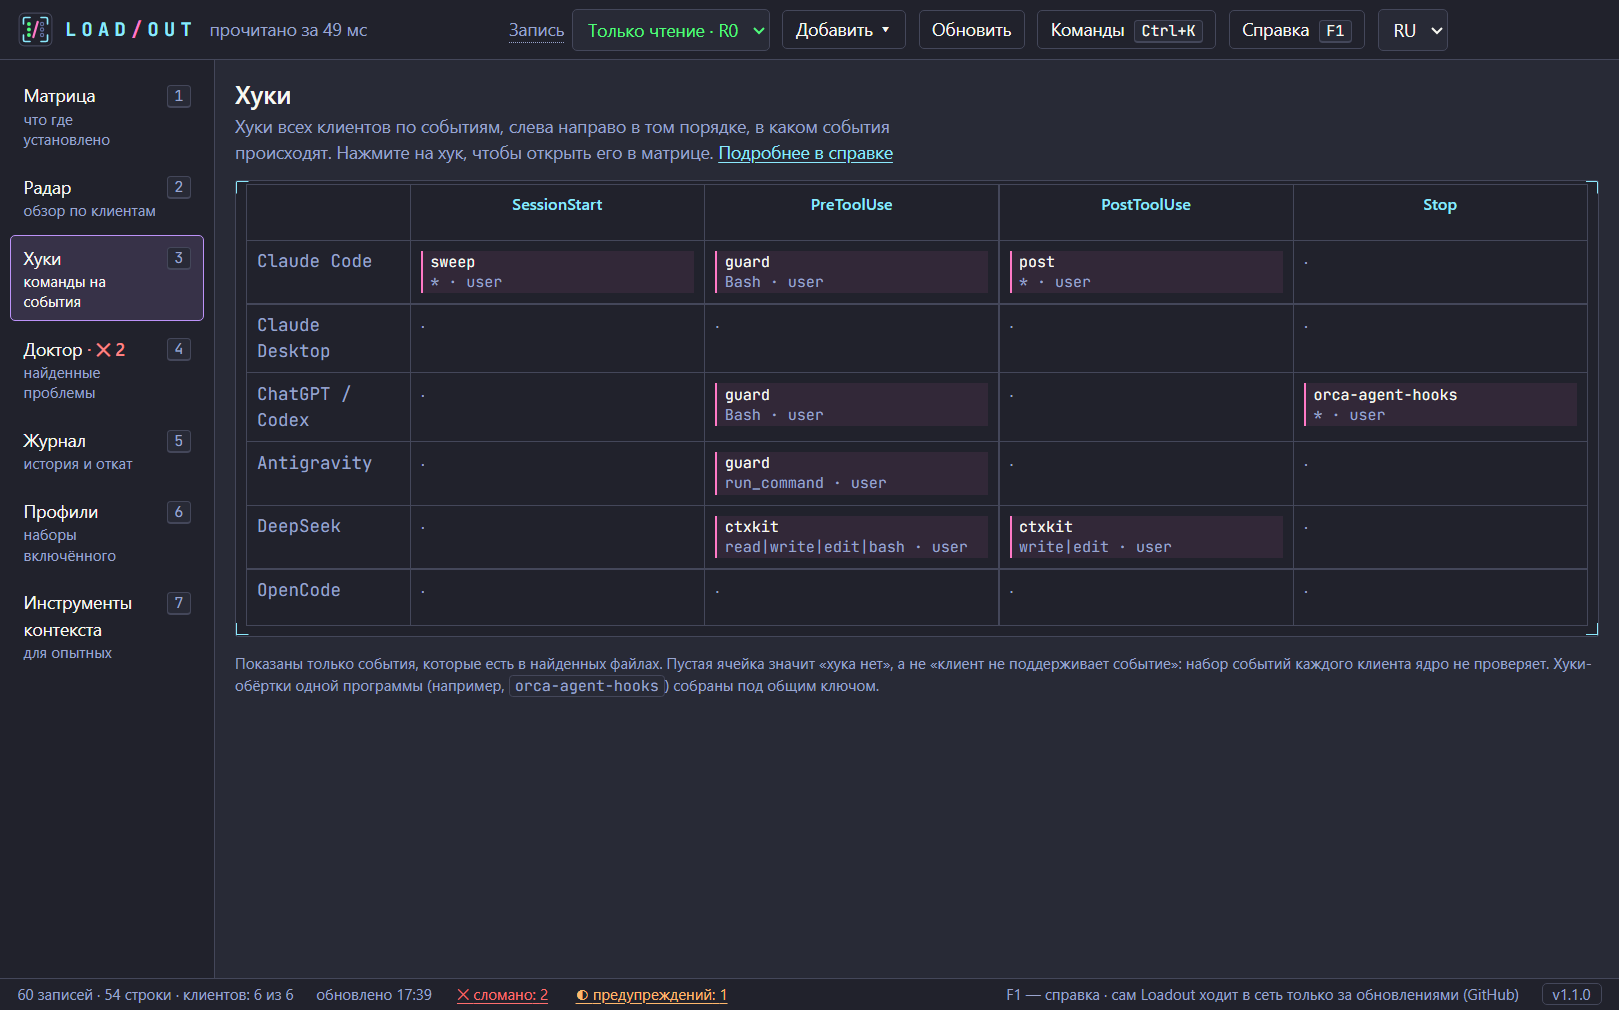 LOAD/OUT прочитано за 49 мс Запись Только чтение · R0 Добавить ▾ Обновить Команды Ctrl+K Справка F1 RU
Матрица 1
что где
установлено
Радар 2
обзор по клиентам
Хуки 3
команды на
события
Доктор · ✕ 2 4
найденные
проблемы
Журнал 5
история и откат
Профили 6
наборы
включённого
Инструменты 7
контекста
для опытных
Хуки
Хуки всех клиентов по событиям, слева направо в том порядке, в каком события
происходят. Нажмите на хук, чтобы открыть его в матрице. Подробнее в справке
SessionStart PreToolUse PostToolUse Stop
Claude Code sweep guard post ·
* · user Bash · user * · user
Claude · · · ·
Desktop
ChatGPT / · guard · orca-agent-hooks
Codex Bash · user * · user
Antigravity · guard · ·
run_command · user
DeepSeek · ctxkit ctxkit ·
read|write|edit|bash · user write|edit · user
OpenCode · · · ·
Показаны только события, которые есть в найденных файлах. Пустая ячейка значит «хука нет», а не «клиент не поддерживает событие»: набор событий каждого клиента ядро не проверяет. Хуки-
обёртки одной программы (например, orca-agent-hooks) собраны под общим ключом.
60 записей · 54 строки · клиентов: 6 из 6 обновлено 17:39 ✕ сломано: 2 ◐ предупреждений: 1 F1 — справка · сам Loadout ходит в сеть только за обновлениями (GitHub) v1.1.0